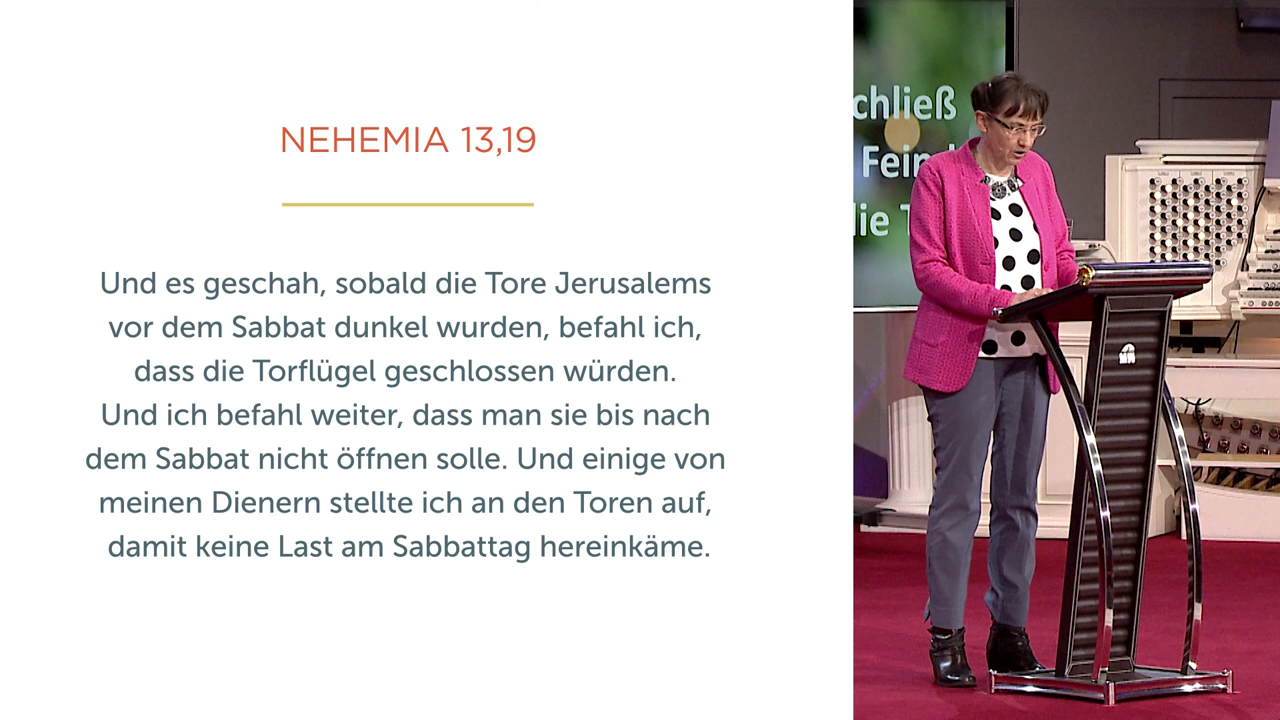 NEHEMIA 13,19
Und es geschah, sobald die Tore Jerusalems
vor dem Sabbat dunkel wurden, befahl ich,
dass die Torflügel geschlossen würden.
Und ich befahl weiter, dass man sie bis nach
dem Sabbat nicht öffnen solle. Und einige von
meinen Dienern stellte ich an den Toren auf,
damit keine Last am Sabbattag hereinkäme.
chließ
die